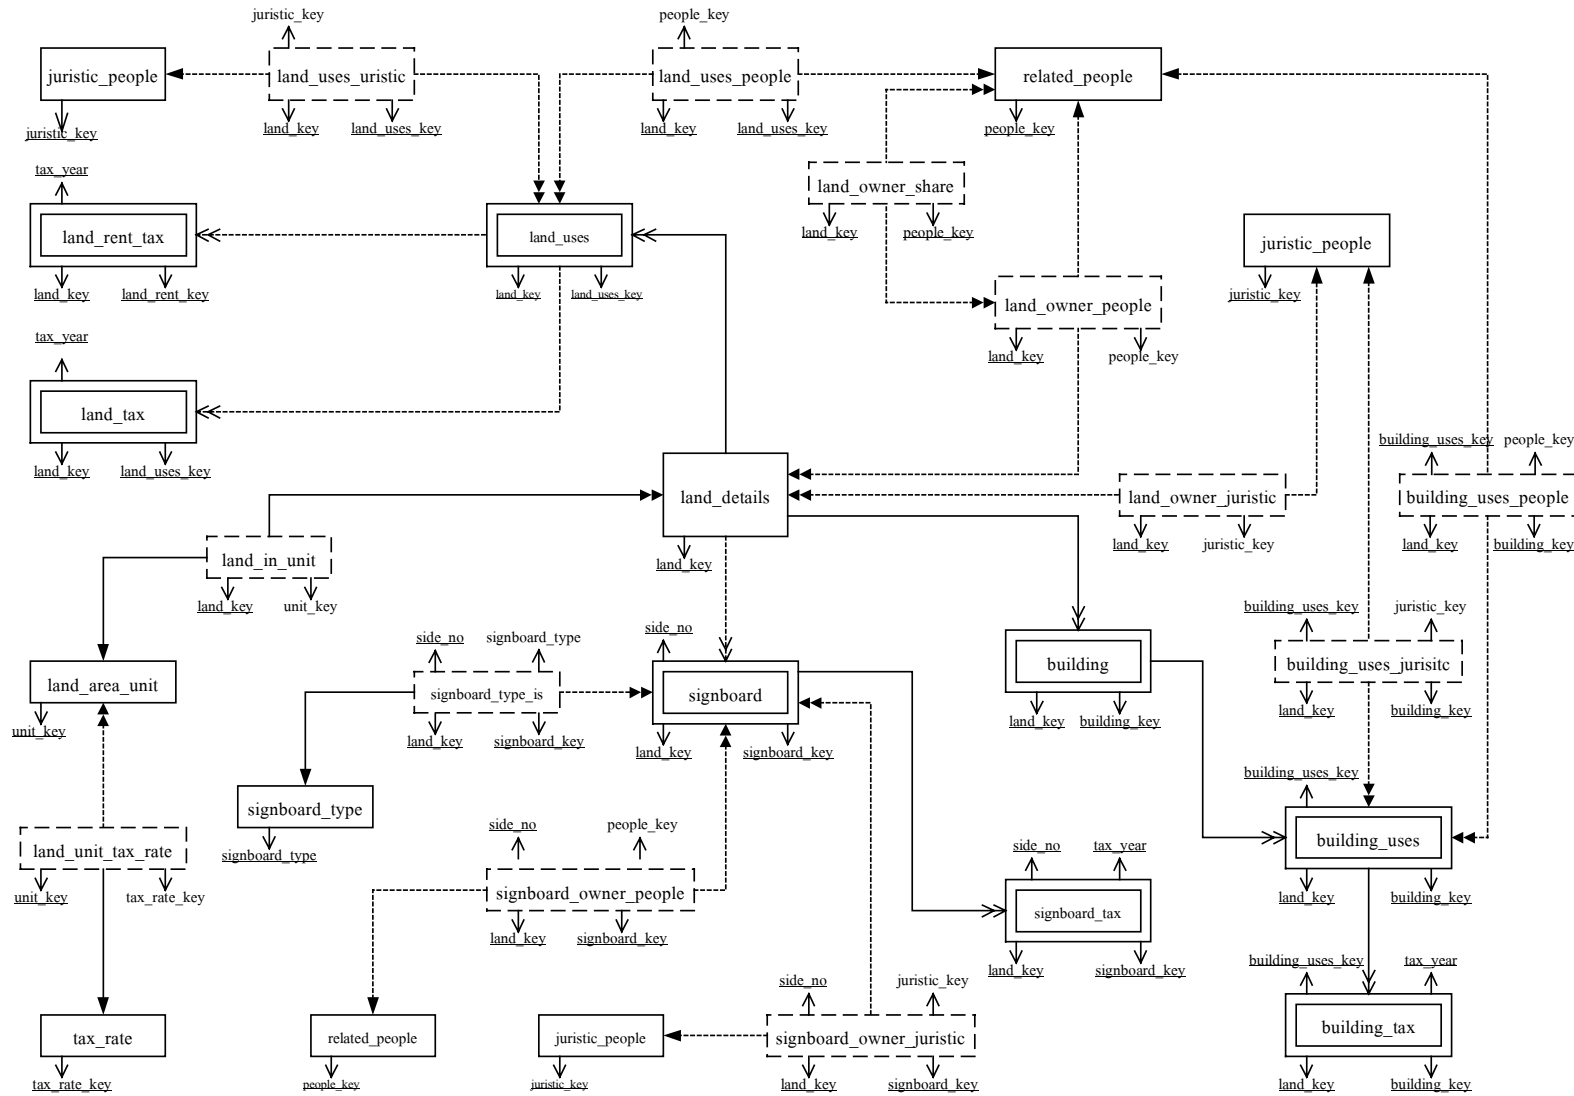 juristic_key
people_key
juristic_people
land_uses_uristic
land_uses_people
related_people
juristic_key
land_key
land_uses_key
land_key
land_uses_key
people_key
tax_year
land_owner_share
land_rent_tax
land_uses
land_key
people_key
juristic_people
land_key
land_rent_key
land_key
land_uses_key
juristic_key
land_owner_people
tax_year
land_key
people_key
land_tax
land_key
land_uses_key
building_uses_key
people_key
land_details
land_owner_juristic
building_uses_people
land_key
land_key
juristic_key
land_key
building_key
land_in_unit
land_key
unit_key
side_no
signboard_type
side_no
building_uses_key
juristic_key
land_area_unit
signboard_type_is
signboard
building
building_uses_jurisitc
unit_key
land_key
signboard_key
land_key
signboard_key
land_key
building_key
land_key
building_key
building_uses_key
signboard_type
signboard_type
side_no
people_key
land_unit_tax_rate
building_uses
unit_key
tax_rate_key
signboard_owner_people
side_no
tax_year
land_key
building_key
land_key
signboard_key
signboard_tax
land_key
signboard_key
building_uses_key
tax_year
side_no
juristic_key
tax_rate
related_people
juristic_people
signboard_owner_juristic
building_tax
tax_rate_key
people_key
juristic_key
land_key
signboard_key
land_key
building_key